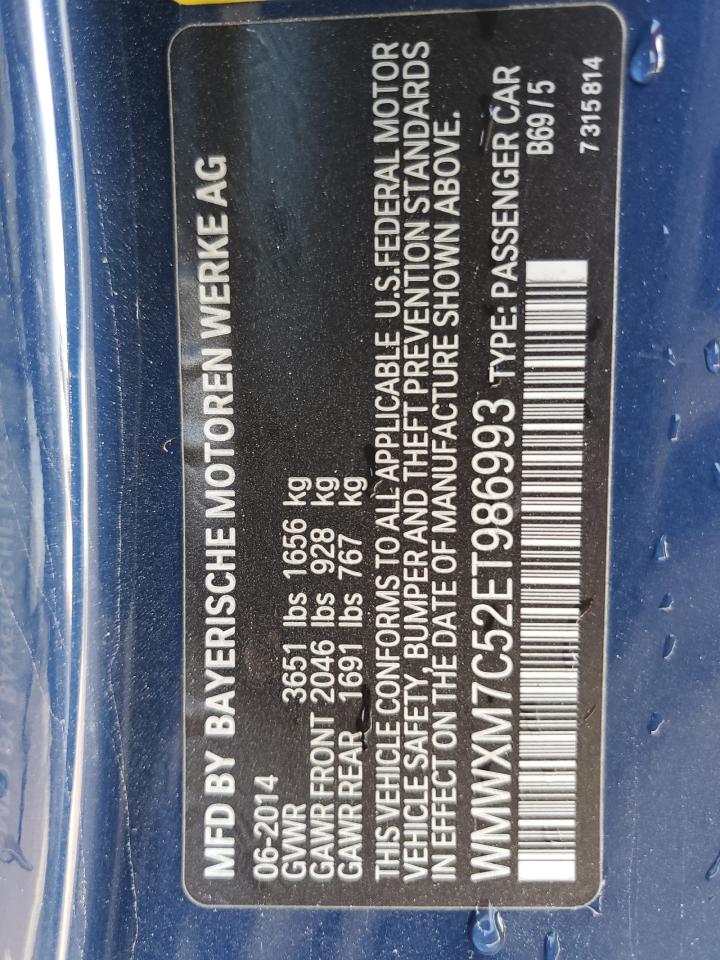 MFD BY BAYERISCHE MOTOREN WERKE AG
06-2014
GVWR 3651 lbs 1656 kg
GAWR FRONT 2046 lbs 928 kg
GAWR REAR 1691 lbs 767 kg
THIS VEHICLE CONFORMS TO ALL APPLICABLE U.S.FEDERAL MOTOR
VEHICLE SAFETY, BUMPER AND THEFT PREVENTION STANDARDS
IN EFFECT ON THE DATE OF MANUFACTURE SHOWN ABOVE.
WMWXM7C52ET986993 TYPE: PASSENGER CAR
B69 / 5
7 315 814